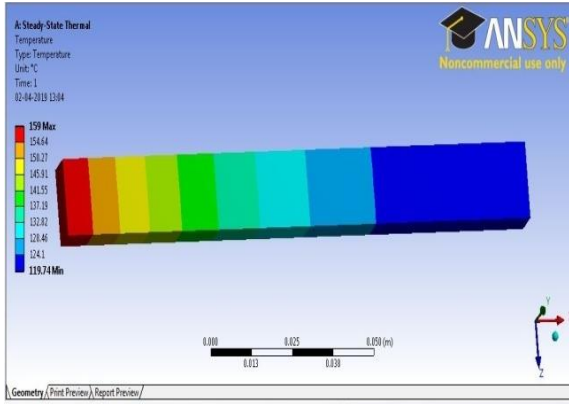 A: Steady-State Thermal
Temperature
Type: Temperature
Unit: °C
Time: 1
02-04-2019 13:04
ANSYS
Noncommercial use only
159 Max
154.64
150.27
145.91
141.55
137.19
132.82
128.46
124.1
119.74 Min
Y
Z
0.000 0.025 0.050 (m)
0.013 0.038
Geometry / Print Preview / Report Preview /